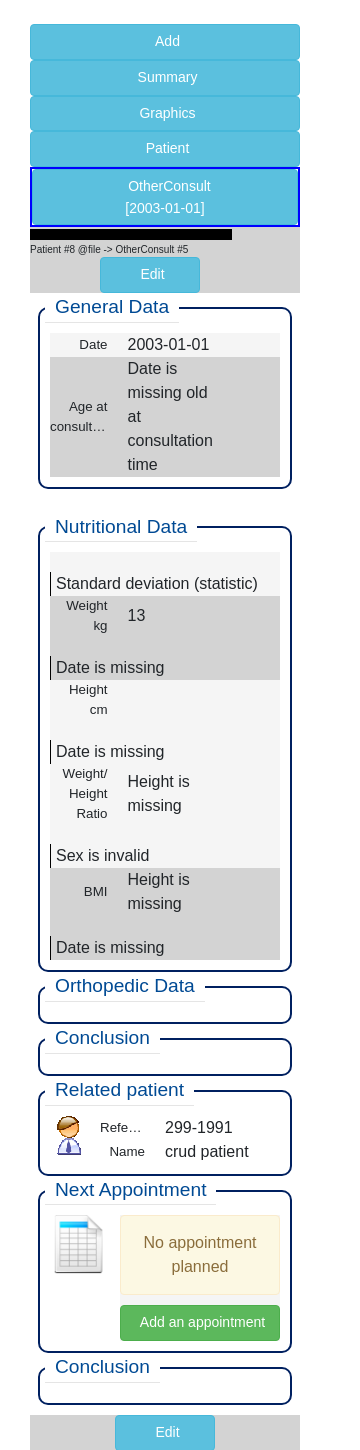 Add
Summary
Graphics
Patient
OtherConsult
[2003-01-01]
Patient #8 @file -> OtherConsult #5
Edit
General Data
Date 2003-01-01
Age at consult… Date is
missing old
at
consultation
time
Nutritional Data
Standard deviation (statistic)
Weight
kg 13
Date is missing
Height
cm
Date is missing
Weight/
Height
Ratio Height is
missing
Sex is invalid
BMI Height is
missing
Date is missing
Orthopedic Data
Conclusion
Related patient
Refe… 299-1991
Name crud patient
Next Appointment
No appointment
planned
Add an appointment
Conclusion
Edit